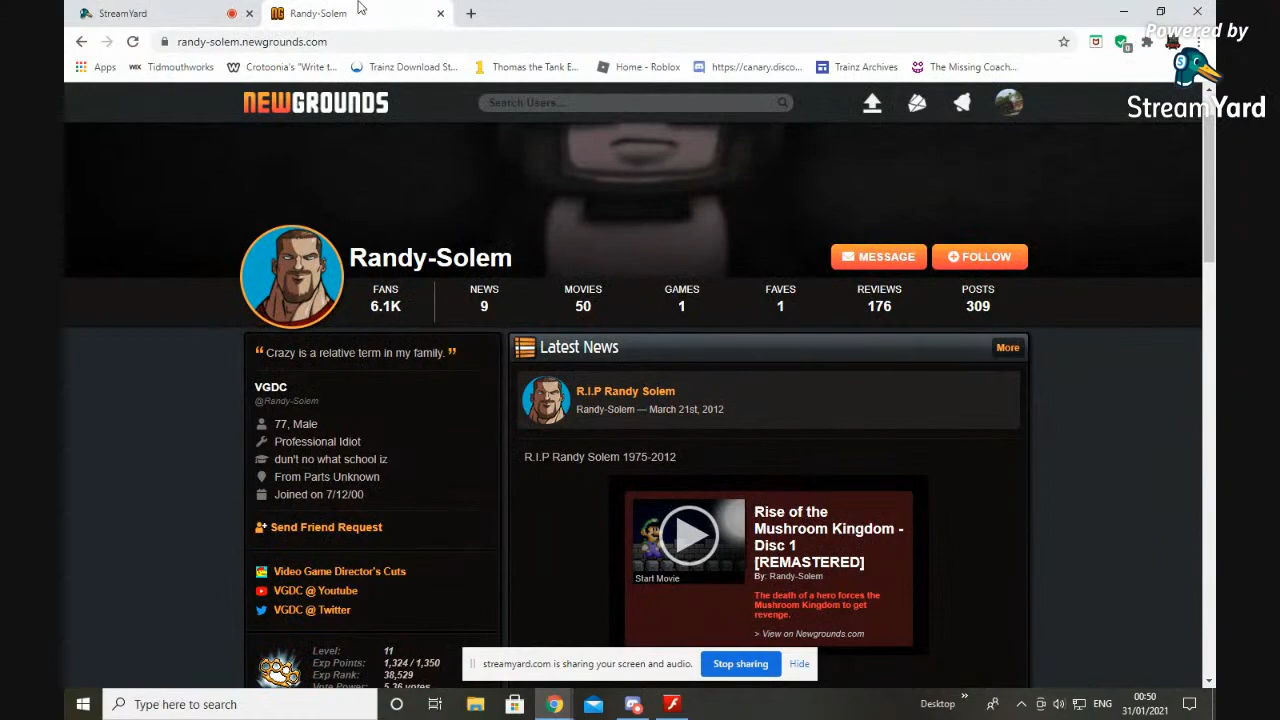 StreamYard
Randy-Solem
Powered by
randy-solem.newgrounds.com
Apps
Tidmouthworks
Crotoonia's "Write t...
Trainz Download St...
Thomas the Tank E...
Home - Roblox
https://canary.disco...
Trainz Archives
The Missing Coach...
StreamYard
NEWGROUNDS
Search Users...
Randy-Solem
MESSAGE
FOLLOW
FANS NEWS MOVIES GAMES FAVES REVIEWS POSTS
6.1K 9 50 1 1 176 309
“ Crazy is a relative term in my family. ”
VGDC
@Randy-Solem
77, Male
Professional Idiot
dun't no what school iz
From Parts Unknown
Joined on 7/12/00
Send Friend Request
Video Game Director's Cuts
VGDC @ Youtube
VGDC @ Twitter
Level: 11
Exp Points: 1,324 / 1,350
Exp Rank: 38,529
Vote Power: 5.36 votes
Latest News
More
R.I.P Randy Solem
Randy-Solem — March 21st, 2012
R.I.P Randy Solem 1975-2012
Start Movie
Rise of the
Mushroom Kingdom -
Disc 1
[REMASTERED]
By: Randy-Solem
The death of a hero forces the
Mushroom Kingdom to get
revenge.
> View on Newgrounds.com
streamyard.com is sharing your screen and audio.
Stop sharing
Hide
Type here to search
Desktop
ENG
00:50
31/01/2021